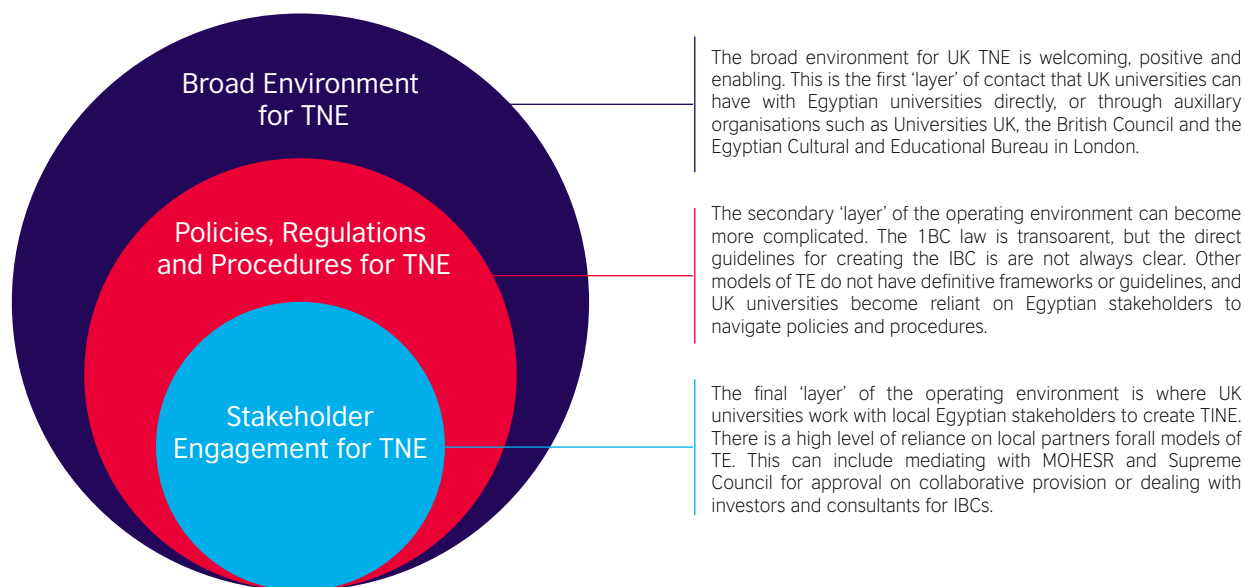 Broad Environment
for TNE
The broad environment for UK TNE is welcoming, positive and
enabling. This is the first ‘layer’ of contact that UK universities can
have with Egyptian universities directly, or through auxillary
organisations such as Universities UK, the British Council and the
Egyptian Cultural and Educational Bureau in London.
Policies, Regulations
and Procedures for TNE
The secondary ‘layer’ of the operating environment can become
more complicated. The 1BC law is transoarent, but the direct
guidelines for creating the IBC is are not always clear. Other
models of TE do not have definitive frameworks or guidelines, and
UK universities become reliant on Egyptian stakeholders to
navigate policies and procedures.
Stakeholder
Engagement for TNE
The final ‘layer’ of the operating environment is where UK
universities work with local Egyptian stakeholders to create TINE.
There is a high level of reliance on local partners forall models of
TE. This can include mediating with MOHESR and Supreme
Council for approval on collaborative provision or dealing with
investors and consultants for IBCs.